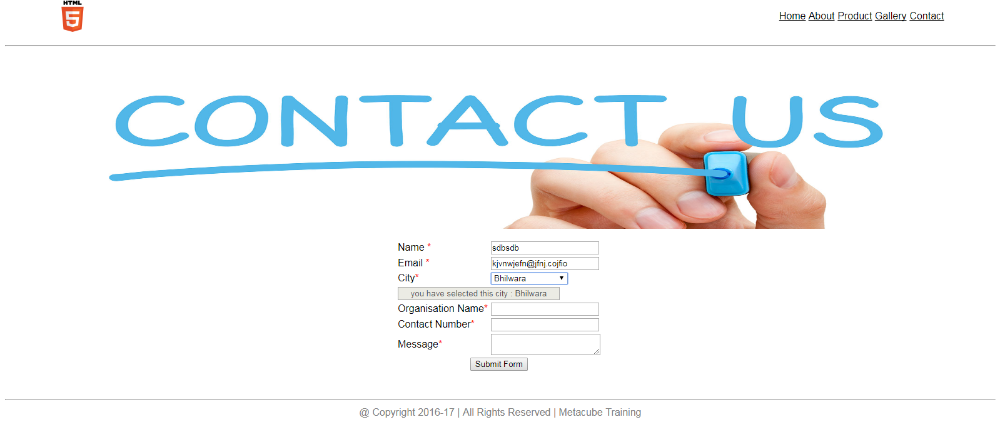 HTML
5
Home About Product Gallery Contact
CONTACT US
Name *
sdbsdb
Email *
kjvnwjefn@jfnj.cojfio
City*
Bhilwara
you have selected this city : Bhilwara
Organisation Name*
Contact Number*
Message*
Submit Form
@ Copyright 2016-17 | All Rights Reserved | Metacube Training